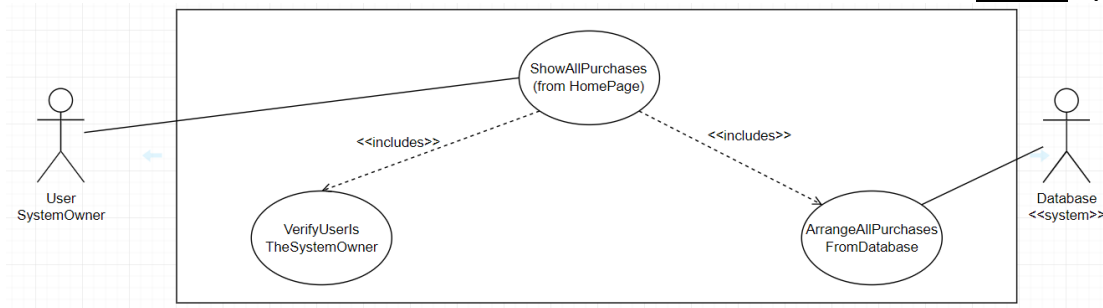 ShowAllPurchases
(from HomePage)
<<includes>>
<<includes>>
User
SystemOwner
Database
<<system>>
VerifyUserIs
TheSystemOwner
ArrangeAllPurchases
FromDatabase